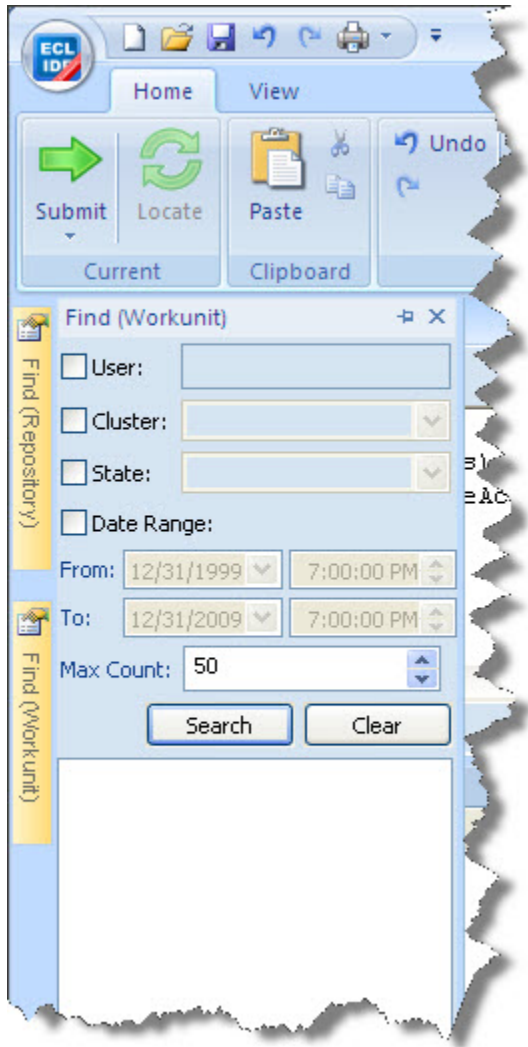 ECL
IDE
Home View
Undo
Submit Locate Paste
Current Clipboard
Find (Workunit)
User:
Cluster:
State:
Date Range:
From: 12/31/1999 7:00:00 PM
To: 12/31/2009 7:00:00 PM
Max Count: 50
Search Clear
Find (Repository)
Find (Workunit)